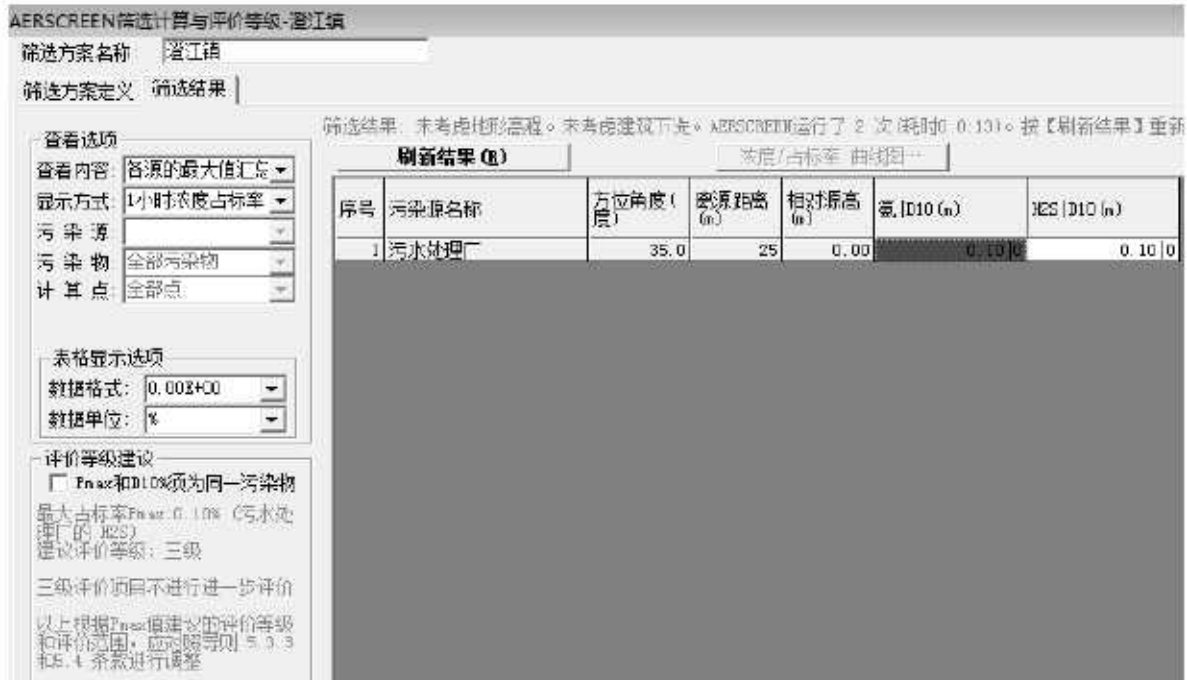 AERSCREEN筛选计算与评价等级-澄江镇
筛选方案名称 澄江镇
筛选方案定义 筛选结果
筛选结果: 未考虑地形高程。未考虑建筑下洗。AERSCREEN运行了 2 次(耗时0:0:13)。按【刷新结果】重新
刷新结果(R) 浓度/占标率 曲线图…
查看选项
查看内容: 各源的最大值汇总
显示方式: 1小时浓度占标率
污染源:
污染物: 全部污染物
计算点: 全部点
序号 污染源名称 方位角度(度) 离源距离(m) 相对源高(m) 氨|D10(m) H2S|D10(m)
1 污水处理厂 35.0 25 0.00 0.10|0 0.10|0
表格显示选项
数据格式: 0.00E+00
数据单位: %
评价等级建议
Pmax和D10%须为同一污染物
最大占标率Pmax:0.10% (污水处
理厂的 H2S)
建议评价等级: 三级
三级评价项目不进行进一步评价
以上根据Pmax值建议的评价等级
和评价范围,应对照导则 5.3.3
和5.4 条款进行调整